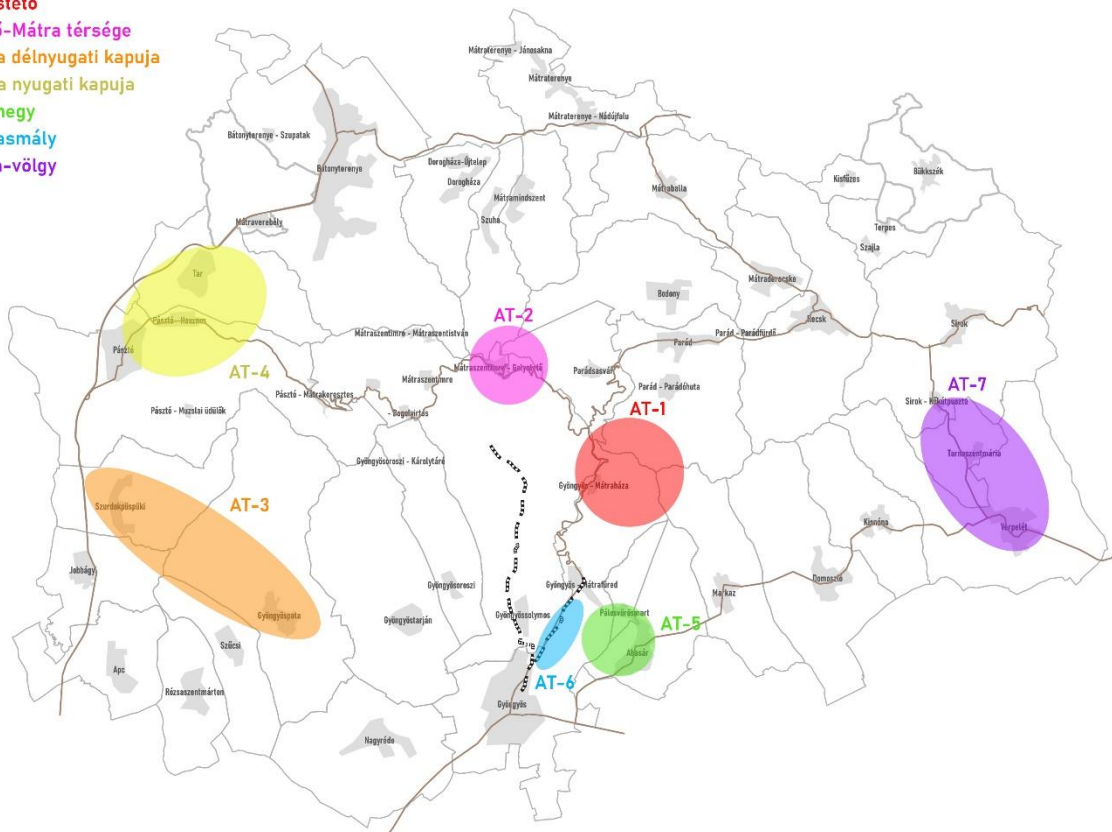 stető
ő-Mátra térsége
a délnyugati kapuja
a nyugati kapuja
hegy
asmály
a-völgy
Mátraterenye - Jónosakna
Mátraterenye
Mátraterenye - Nádújfalu
Bátonyterenye - Szupatak
Bátonyterenye
Dorogháza-Újtelep
Dorogháza
Mátramindszent
Szuha
Mátraballa
Kisfüzes
Bükkszék
Terpes
Szajla
Mátraverebély
Tar
Mátraderecske
Bodony
Recsk
Sirok
Pásztó - Hasznos
AT-2
Pásztó
Mátraszentimre - Mátraszentistván
Parád - Parádfürdő
Parád
Mátraszentimre - Galyatető
AT-4
Mátraszentimre
Parádsasvár
Parád - Parádóhuta
AT-7
Pásztó - Mátrakeresztes
Sirok - Kőkútpuszta
Pásztó - Muzslai üdülők
- Bagolyirtás
AT-1
Tarnaszentmária
Gyöngyösoroszi - Károlytáró
Gyöngyös - Mátraháza
Szurdokpüspöki
AT-3
Kisnána
Verpelét
Jobbágyi
Gyöngyösoroszi
Gyöngyös - Mátrafüred
Domoszló
Markaz
Gyöngyöspata
Gyöngyöstarján
Gyöngyössolymos
Pálosvörösmart
AT-5
Szűcsi
Abasár
Apc
AT-6
Rózsaszentmárton
Gyöngyös
Nagyréde